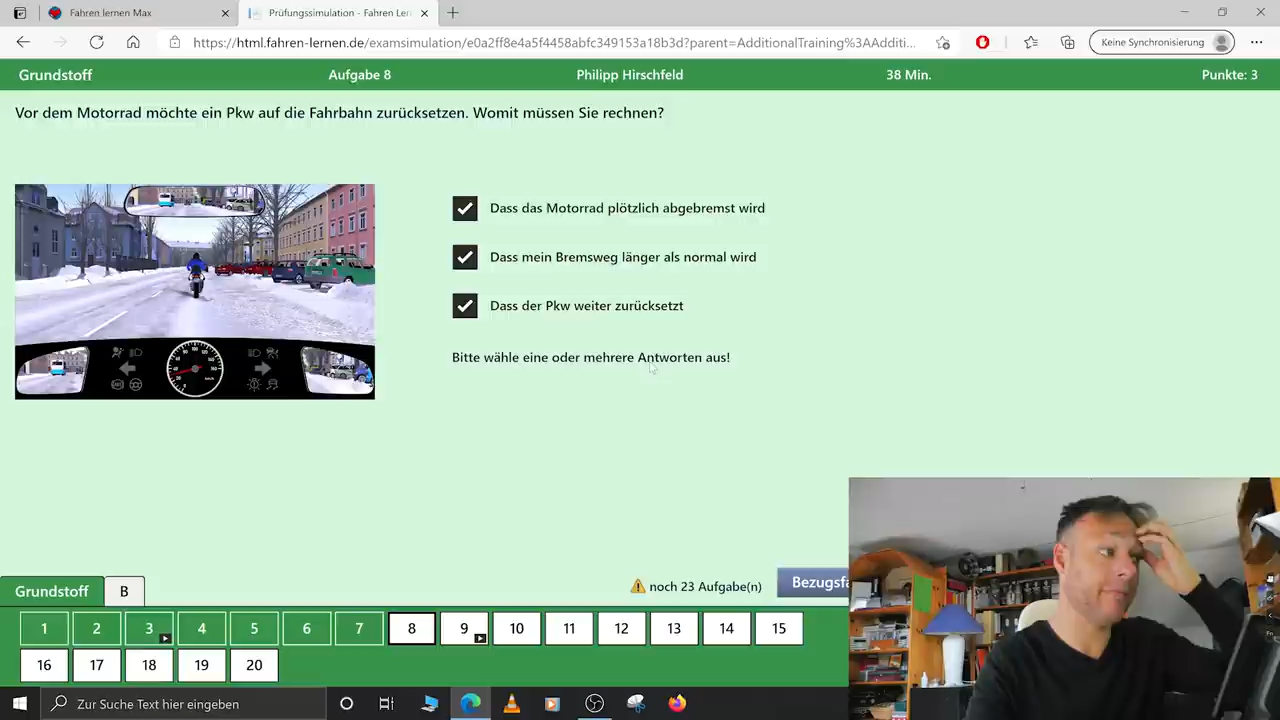 Fahren lernen Max
Prüfungssimulation - Fahren Ler
https://html.fahren-lernen.de/examsimulation/e0a2ff8e4a5f4458abfc349153a18b3d?parent=AdditionalTraining%3AAdditi...
Keine Synchronisierung
Grundstoff
Aufgabe 8
Philipp Hirschfeld
38 Min.
Punkte: 3
Vor dem Motorrad möchte ein Pkw auf die Fahrbahn zurücksetzen. Womit müssen Sie rechnen?
Dass das Motorrad plötzlich abgebremst wird
Dass mein Bremsweg länger als normal wird
Dass der Pkw weiter zurücksetzt
Bitte wähle eine oder mehrere Antworten aus!
noch 23 Aufgabe(n)
Bezugsfa
Grundstoff
B
1 2 3 4 5 6 7 8 9 10 11 12 13 14 15
16 17 18 19 20
Zur Suche Text hier eingeben